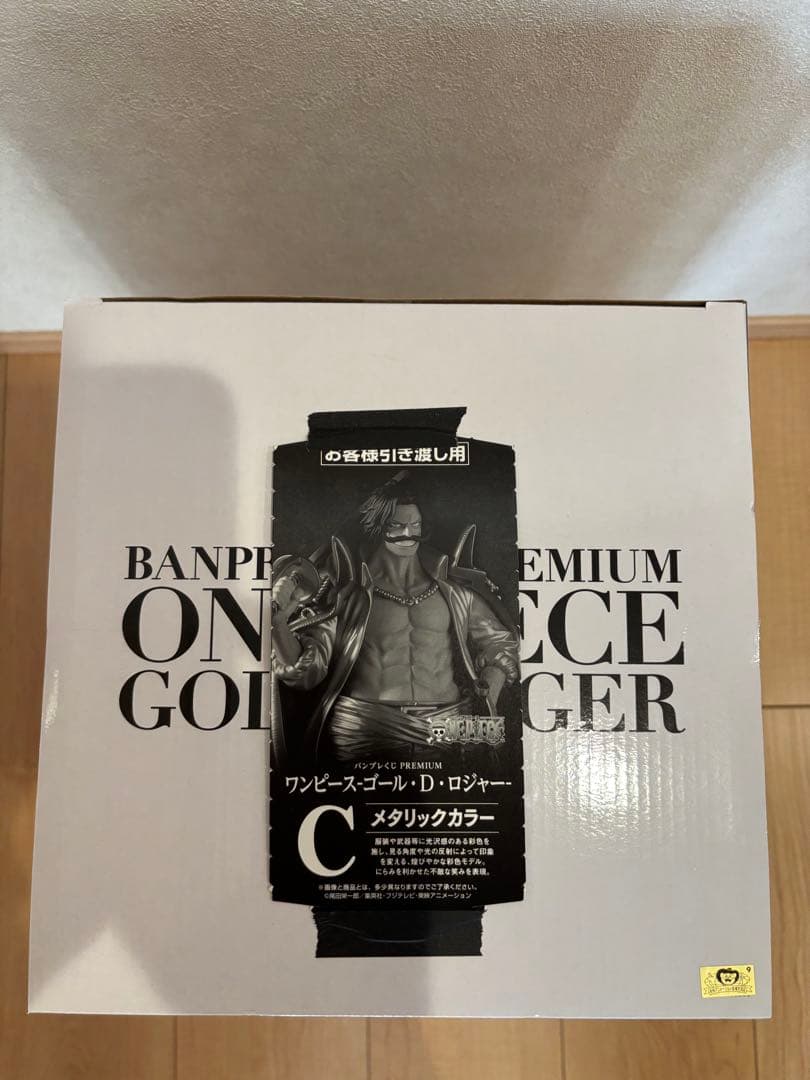 お客様引き渡し用
BANPR
EMIUM
ON
ECE
GOL
GER
ONE PIECE
バンプレくじ PREMIUM
ワンピース-ゴール・D・ロジャー-
C
メタリックカラー
服装や武器等に光沢感のある彩色を
施し、見る角度や光の反射によって印象
を変える、煌びやかな彩色モデル。
にらみを利かせた不敵な笑みを表現。
※画像と商品とは、多少異なりますのでご了承ください。
©尾田栄一郎/集英社・フジテレビ・東映アニメーション
9